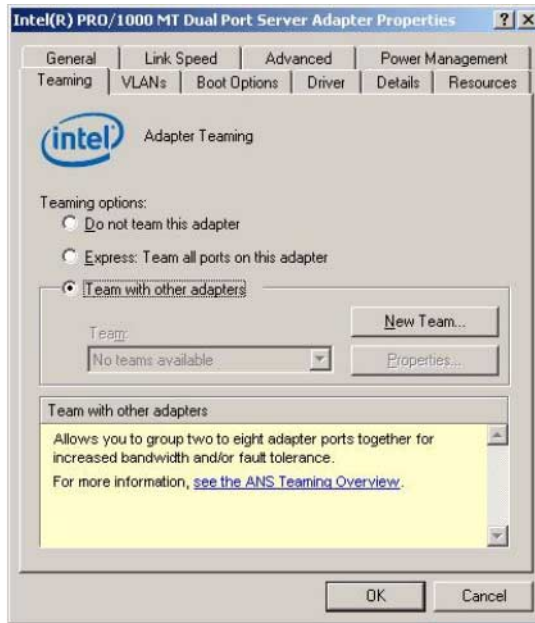 Intel(R) PRO/1000 MT Dual Port Server Adapter Properties
General Link Speed Advanced Power Management
Teaming VLANs Boot Options Driver Details Resources
intel
Adapter Teaming
Teaming options:
Do not team this adapter
Express: Team all ports on this adapter
Team with other adapters
New Team...
Team:
No teams available
Properties...
Team with other adapters
Allows you to group two to eight adapter ports together for
increased bandwidth and/or fault tolerance.
For more information, see the ANS Teaming Overview.
OK Cancel